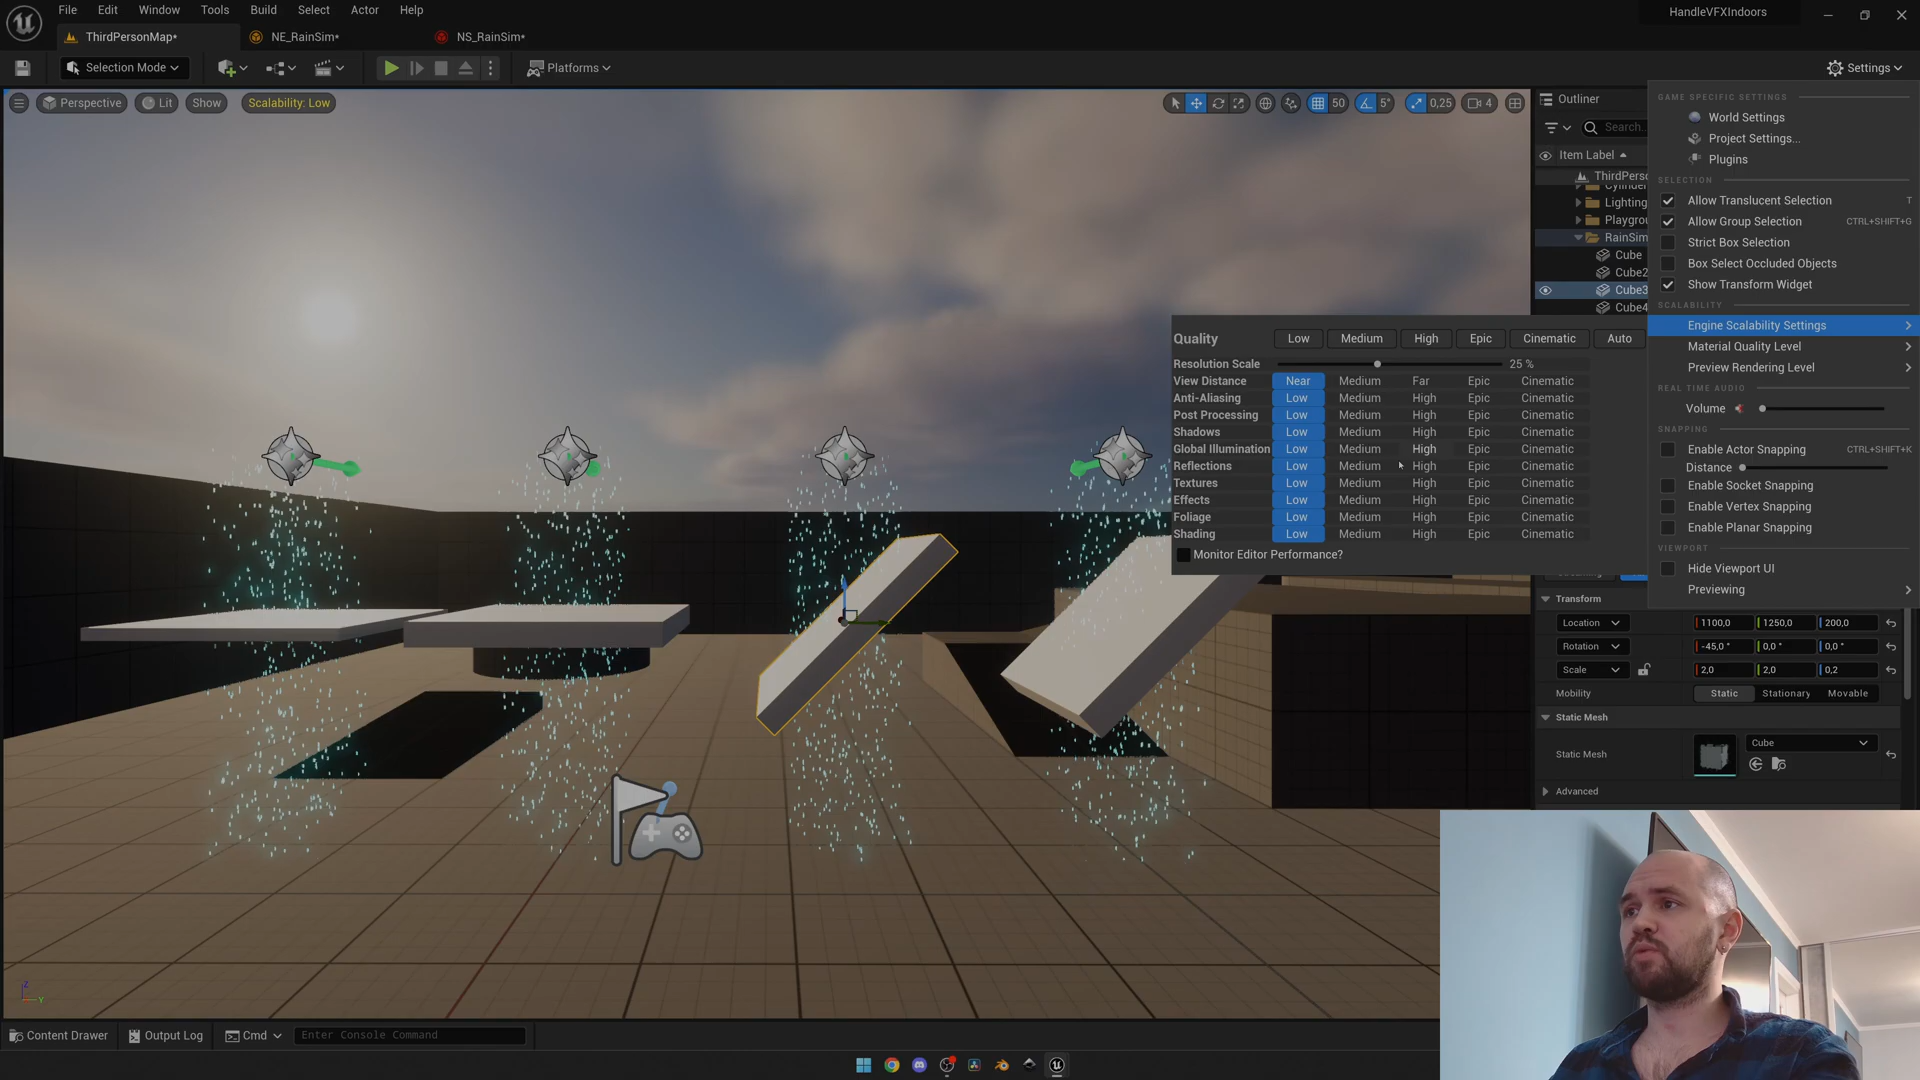 File Edit Window Tools Build Select Actor Help
HandleVFXIndoors
ThirdPersonMap* NE_RainSim* NS_RainSim*
Selection Mode Platforms Settings
Perspective Lit Show Scalability: Low 50 5° 0,25 4
Outliner
Search...
Item Label
ThirdPerso
Cylinder
Lighting
Playgrou
RainSim
Cube
Cube2
Cube3
Cube4
GAME SPECIFIC SETTINGS
World Settings
Project Settings...
Plugins
SELECTION
Allow Translucent Selection T
Allow Group Selection CTRL+SHIFT+G
Strict Box Selection
Box Select Occluded Objects
Show Transform Widget
SCALABILITY
Engine Scalability Settings
Material Quality Level
Preview Rendering Level
REAL TIME AUDIO
Volume
SNAPPING
Enable Actor Snapping CTRL+SHIFT+K
Distance
Enable Socket Snapping
Enable Vertex Snapping
Enable Planar Snapping
VIEWPORT
Hide Viewport UI
Previewing
Quality Low Medium High Epic Cinematic Auto
Resolution Scale 25 %
View Distance Near Medium Far Epic Cinematic
Anti-Aliasing Low Medium High Epic Cinematic
Post Processing Low Medium High Epic Cinematic
Shadows Low Medium High Epic Cinematic
Global Illumination Low Medium High Epic Cinematic
Reflections Low Medium High Epic Cinematic
Textures Low Medium High Epic Cinematic
Effects Low Medium High Epic Cinematic
Foliage Low Medium High Epic Cinematic
Shading Low Medium High Epic Cinematic
Monitor Editor Performance?
Transform
Location 1100,0 1250,0 200,0
Rotation -45,0 ° 0,0 ° 0,0 °
Scale 2,0 2,0 0,2
Mobility Static Stationary Movable
Static Mesh
Static Mesh Cube
Advanced
Z
Y
Content Drawer Output Log Cmd Enter Console Command